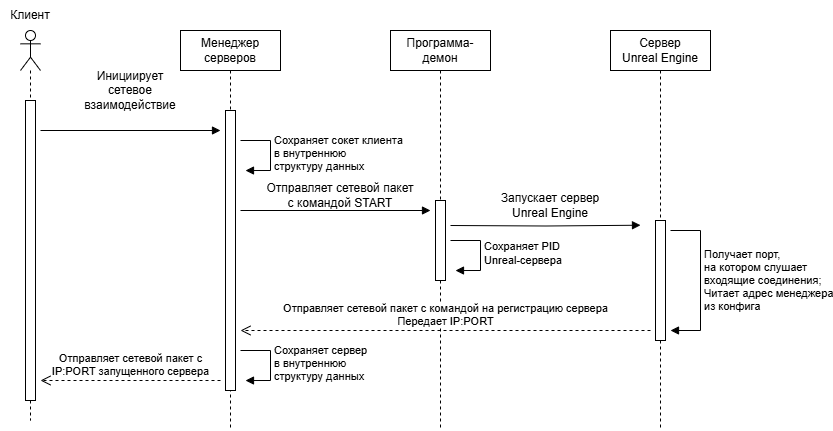 Клиент
Менеджер
серверов
Программа-
демон
Сервер
Unreal Engine
Инициирует
сетевое
взаимодействие
Сохраняет сокет клиента
в внутреннюю
структуру данных
Отправляет сетевой пакет
с командой START
Запускает сервер
Unreal Engine
Сохраняет PID
Unreal-сервера
Получает порт,
на котором слушает
входящие соединения;
Читает адрес менеджера
из конфига
Отправляет сетевой пакет с командой на регистрацию сервера
Передает IP:PORT
Сохраняет сервер
в внутреннюю
структуру данных
Отправляет сетевой пакет с
IP:PORT запущенного сервера